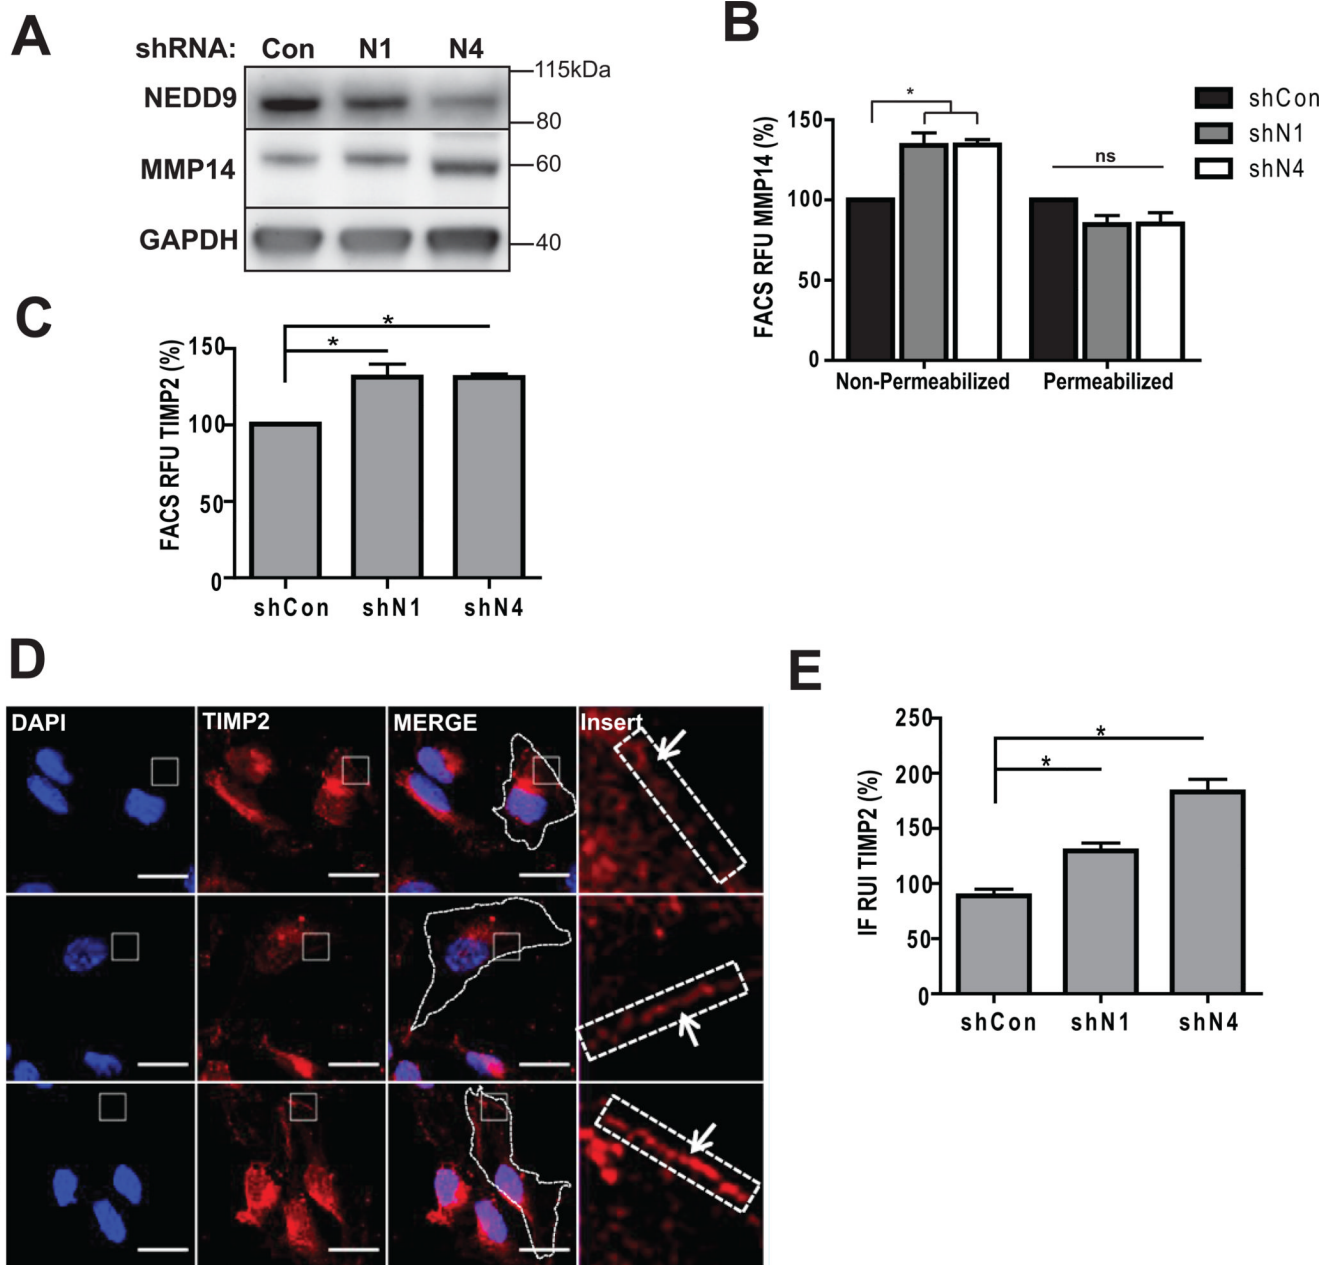 A
shRNA: Con N1 N4
NEDD9
MMP14
GAPDH
115kDa
80
60
40
B
FACS RFU MMP14 (%)
150
100
50
0
*
ns
Non-Permeabilized Permeabilized
shCon
shN1
shN4
C
FACS RFU TIMP2 (%)
150
100
50
0
*
*
shCon shN1 shN4
D
DAPI TIMP2 MERGE Insert
E
IF RUI TIMP2 (%)
250
200
150
100
50
0
*
*
shCon shN1 shN4